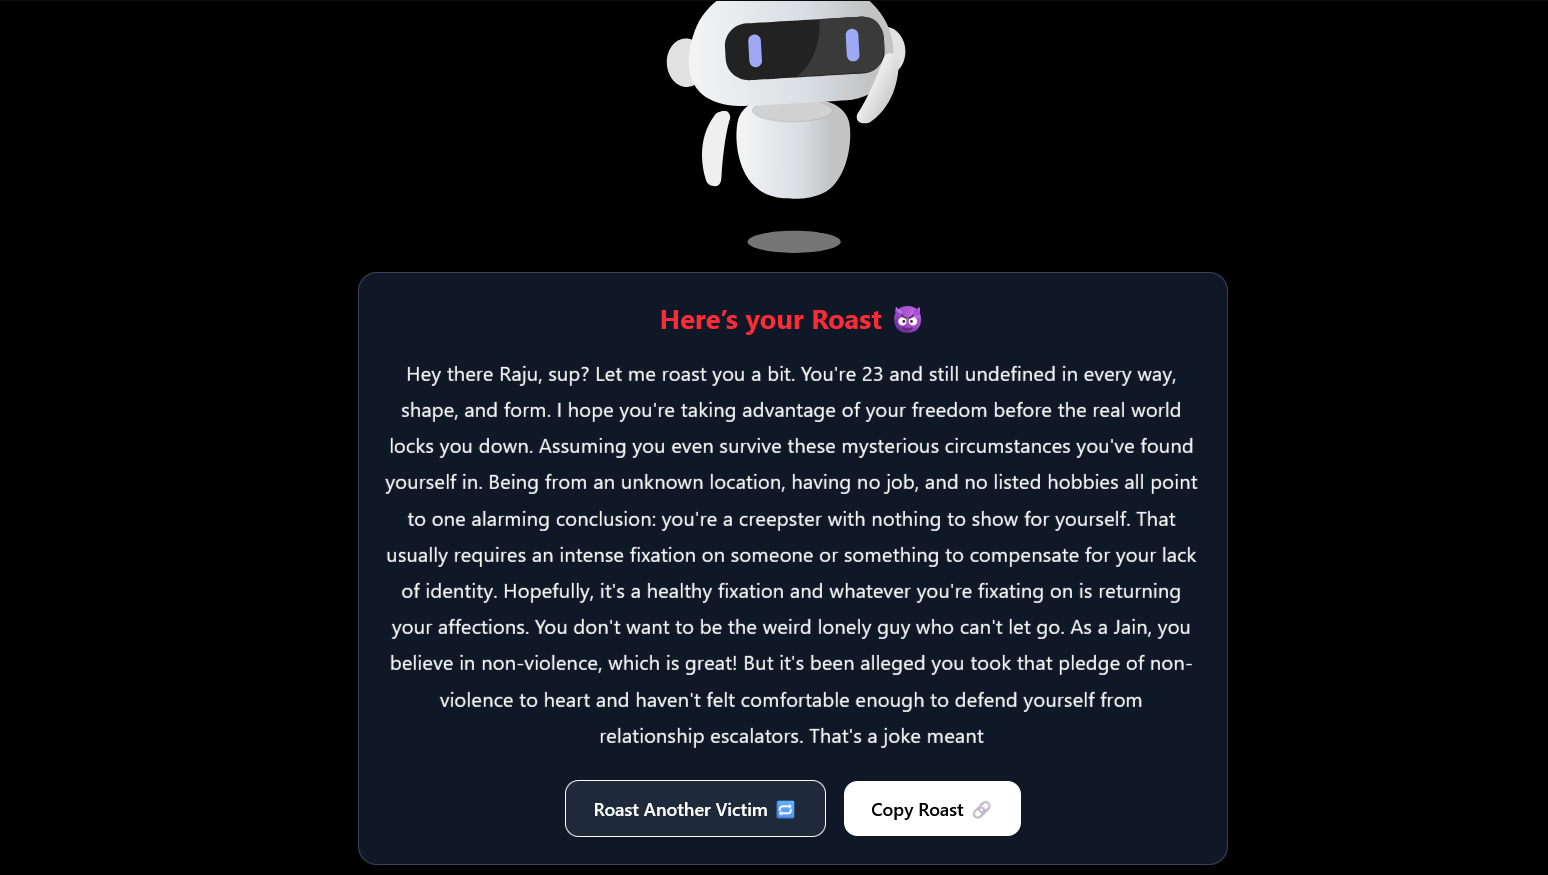 Here’s your Roast 👿
Hey there Raju, sup? Let me roast you a bit. You're 23 and still undefined in every way,
shape, and form. I hope you're taking advantage of your freedom before the real world
locks you down. Assuming you even survive these mysterious circumstances you've found
yourself in. Being from an unknown location, having no job, and no listed hobbies all point
to one alarming conclusion: you're a creepster with nothing to show for yourself. That
usually requires an intense fixation on someone or something to compensate for your lack
of identity. Hopefully, it's a healthy fixation and whatever you're fixating on is returning
your affections. You don't want to be the weird lonely guy who can't let go. As a Jain, you
believe in non-violence, which is great! But it's been alleged you took that pledge of non-
violence to heart and haven't felt comfortable enough to defend yourself from
relationship escalators. That's a joke meant
Roast Another Victim 🔁
Copy Roast 🔗